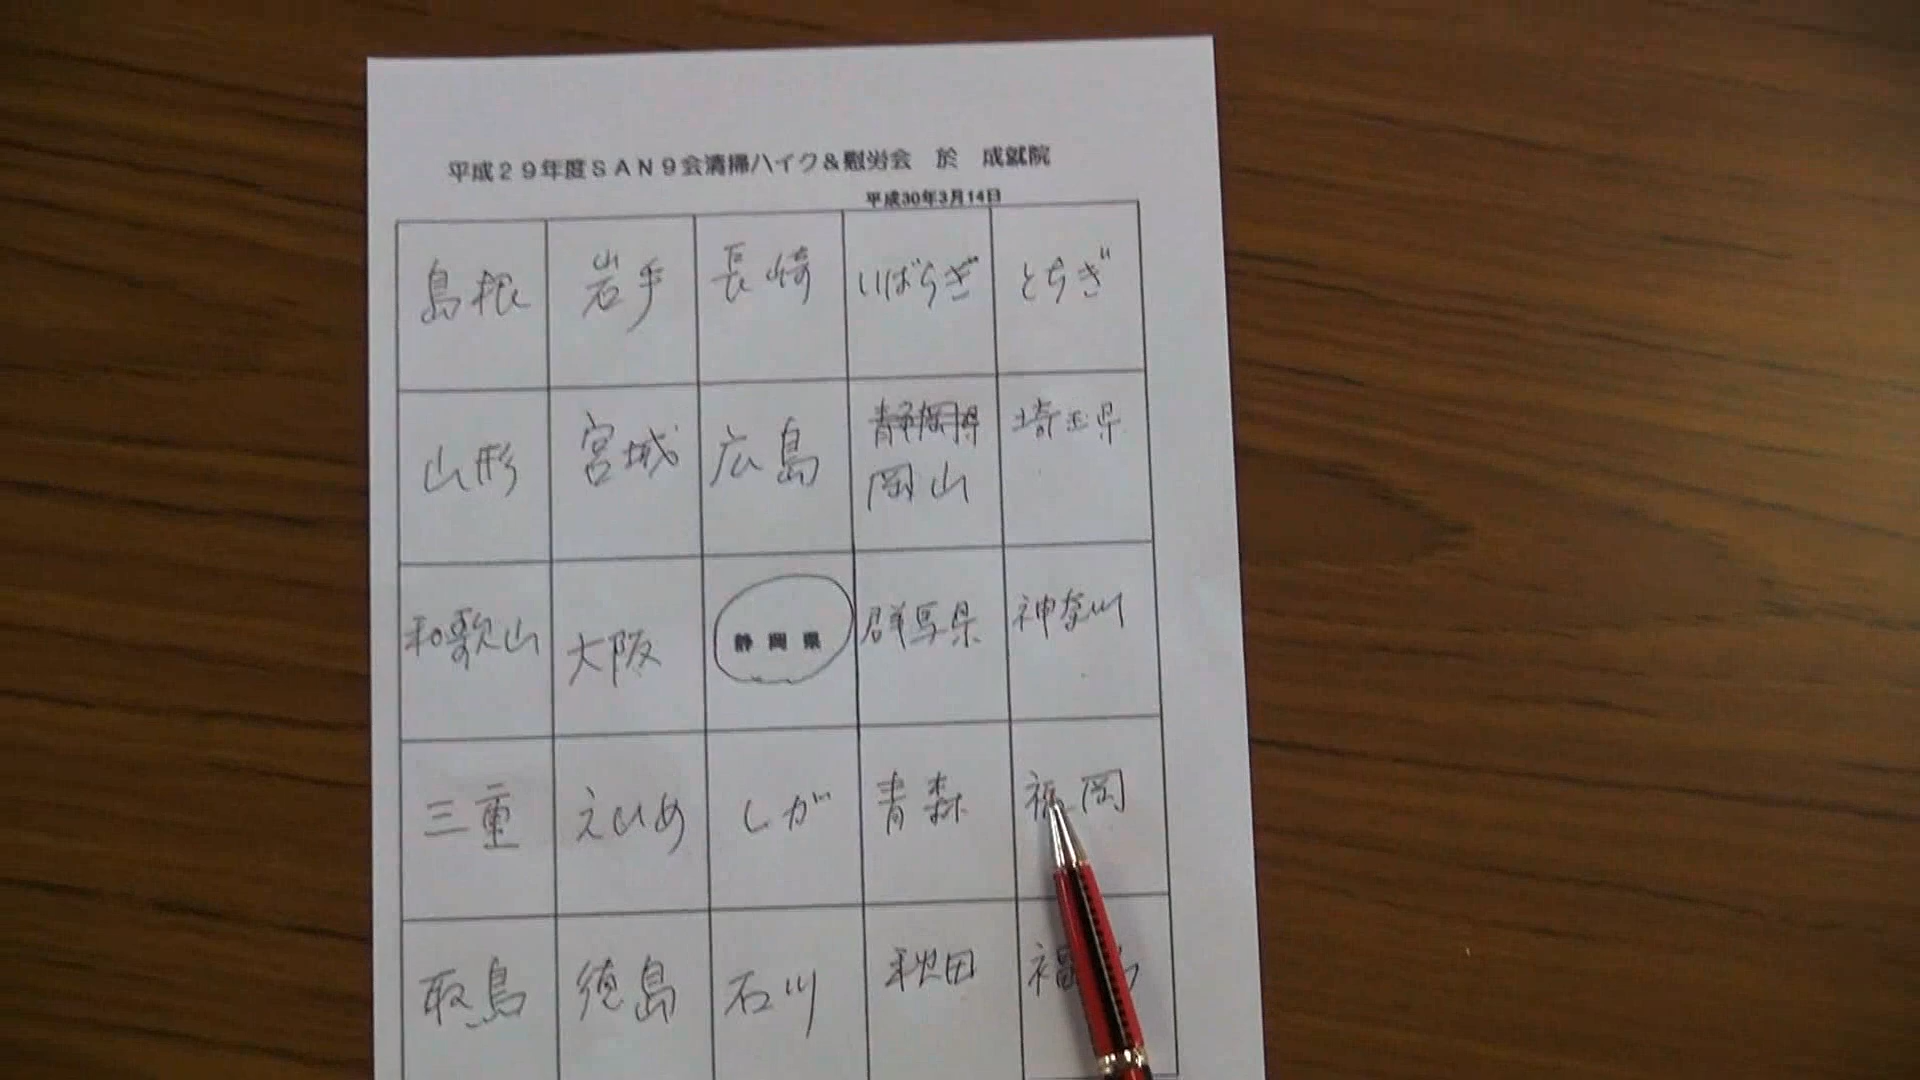 平成29年度SAN9会清掃ハイク&慰労会 於 成就院
平成30年3月14日
島根 岩手 長崎 いばらぎ とちぎ
山形 宮城 広島 静岡県 埼玉県
岡山
和歌山 大阪 静岡県 群馬県 神奈川
三重 えひめ しが 青森 福岡
取鳥 徳島 石川 秋田 福